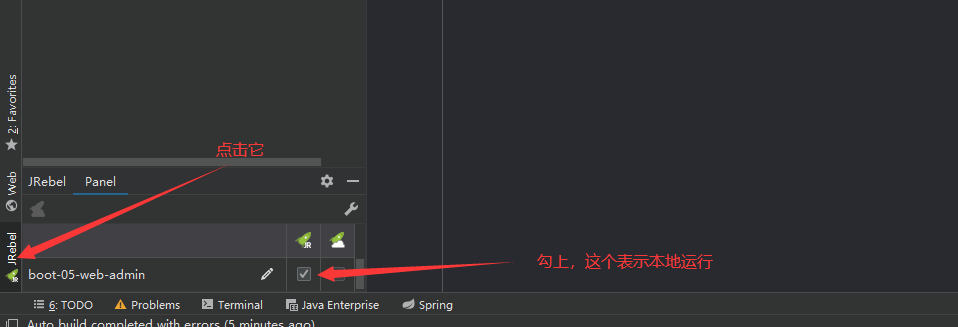 2: Favorites
点击它
Web
JRebel Panel
JR
JRebel
JR
boot-05-web-admin
勾上，这个表示本地运行
6: TODO Problems Terminal Java Enterprise Spring
Auto build completed with errors (5 minutes ago)